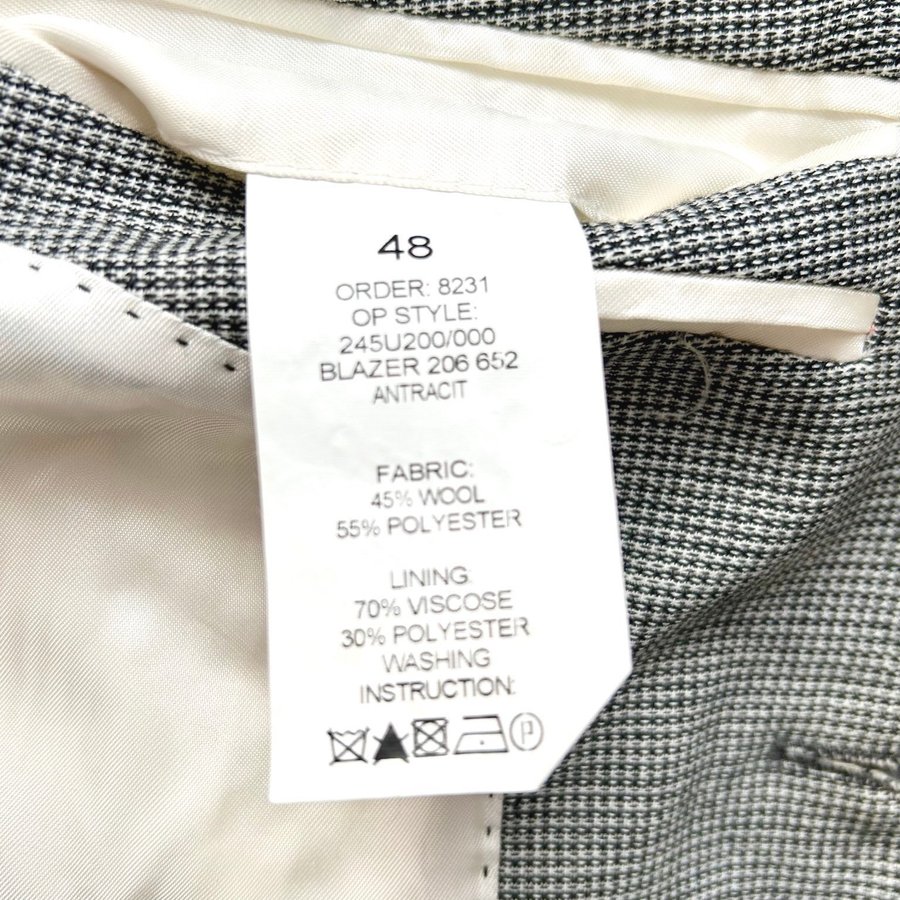 48
ORDER: 8231
OP STYLE:
245U200/000
BLAZER 206 652
ANTRACIT
FABRIC:
45% WOOL
55% POLYESTER
LINING
70% VISCOSE
30% POLYESTER
WASHING
INSTRUCTION:
P